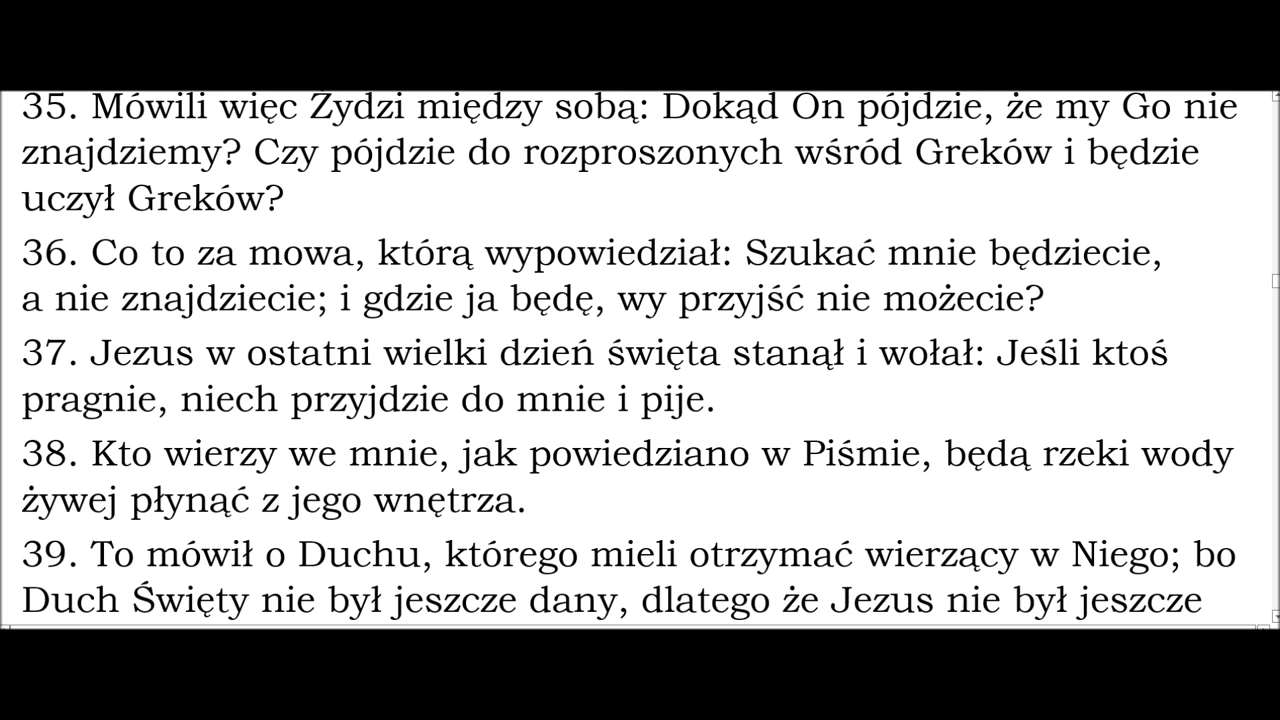 35. Mówili więc Żydzi między sobą: Dokąd On pójdzie, że my Go nie
znajdziemy? Czy pójdzie do rozproszonych wśród Greków i będzie
uczył Greków?
36. Co to za mowa, którą wypowiedział: Szukać mnie będziecie,
a nie znajdziecie; i gdzie ja będę, wy przyjść nie możecie?
37. Jezus w ostatni wielki dzień święta stanął i wołał: Jeśli ktoś
pragnie, niech przyjdzie do mnie i pije.
38. Kto wierzy we mnie, jak powiedziano w Piśmie, będą rzeki wody
żywej płynąć z jego wnętrza.
39. To mówił o Duchu, którego mieli otrzymać wierzący w Niego; bo
Duch Święty nie był jeszcze dany, dlatego że Jezus nie był jeszcze